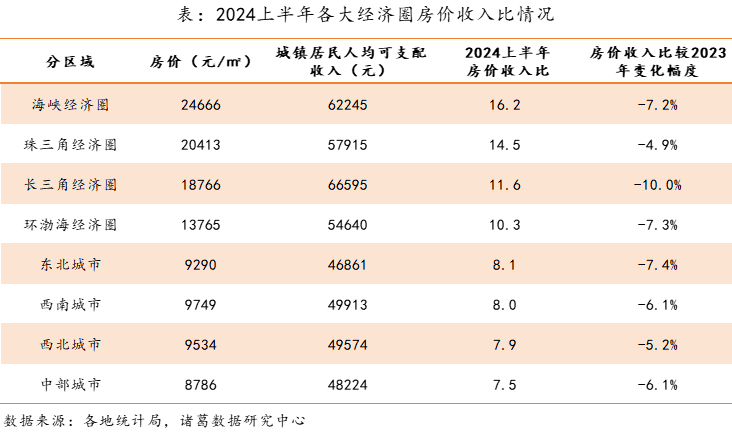 表：2024上半年各大经济圈房价收入比情况
分区域 房价（元/㎡） 城镇居民人均可支配收入（元） 2024上半年房价收入比 房价收入比较2023年变化幅度
海峡经济圈 24666 62245 16.2 -7.2%
珠三角经济圈 20413 57915 14.5 -4.9%
长三角经济圈 18766 66595 11.6 -10.0%
环渤海经济圈 13765 54640 10.3 -7.3%
东北城市 9290 46861 8.1 -7.4%
西南城市 9749 49913 8.0 -6.1%
西北城市 9534 49574 7.9 -5.2%
中部城市 8786 48224 7.5 -6.1%
数据来源：各地统计局，诸葛数据研究中心